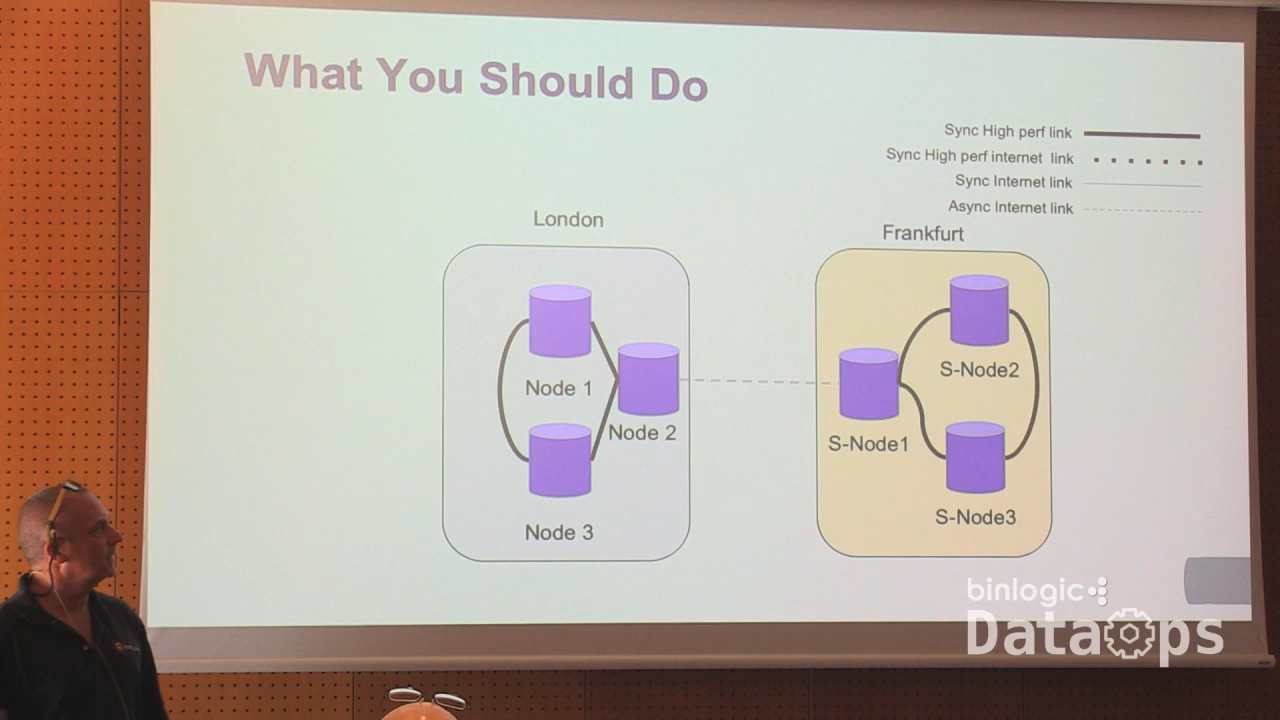 What You Should Do
Sync High perf link
Sync High perf internet link
Sync Internet link
Async Internet link
London
Frankfurt
Node 1
Node 2
Node 3
S-Node2
S-Node1
S-Node3
binlogic
DataOps